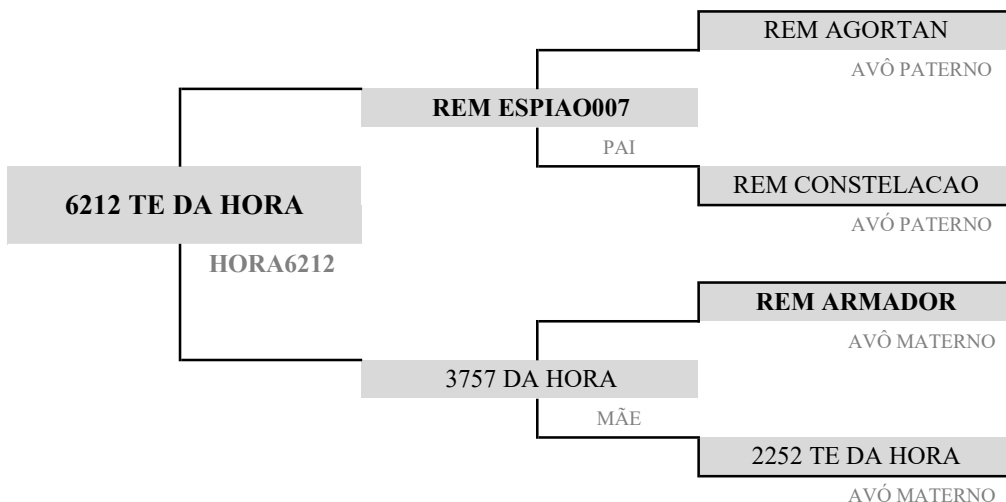 REM AGORTAN
AVÔ PATERNO
REM ESPIAO007
PAI
REM CONSTELACAO
AVÓ PATERNO
6212 TE DA HORA
HORA6212
REM ARMADOR
AVÔ MATERNO
3757 DA HORA
MÃE
2252 TE DA HORA
AVÓ MATERNO